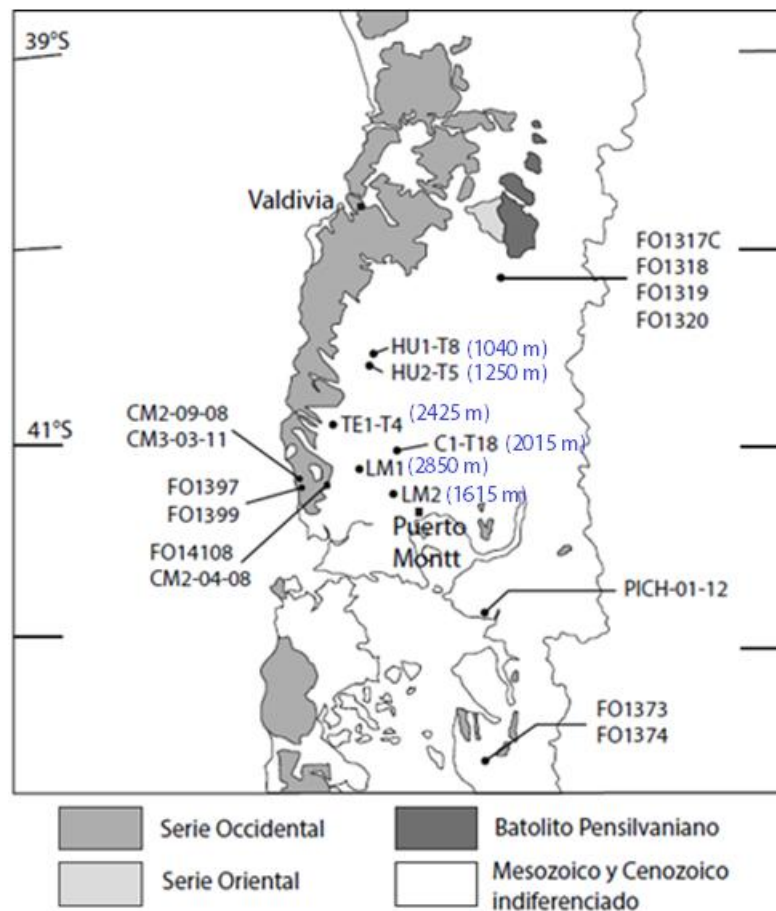 39°S
Valdivia
FO1317C
FO1318
FO1319
FO1320
HU1-T8 (1040 m)
HU2-T5 (1250 m)
CM2-09-08
CM3-03-11
TE1-T4 (2425 m)
41°S
C1-T18 (2015 m)
LM1 (2850 m)
FO1397
FO1399
LM2 (1615 m)
Puerto
Montt
FO14108
CM2-04-08
PICH-01-12
FO1373
FO1374
Serie Occidental
Batolito Pensilvaniano
Serie Oriental
Mesozoico y Cenozoico
indiferenciado